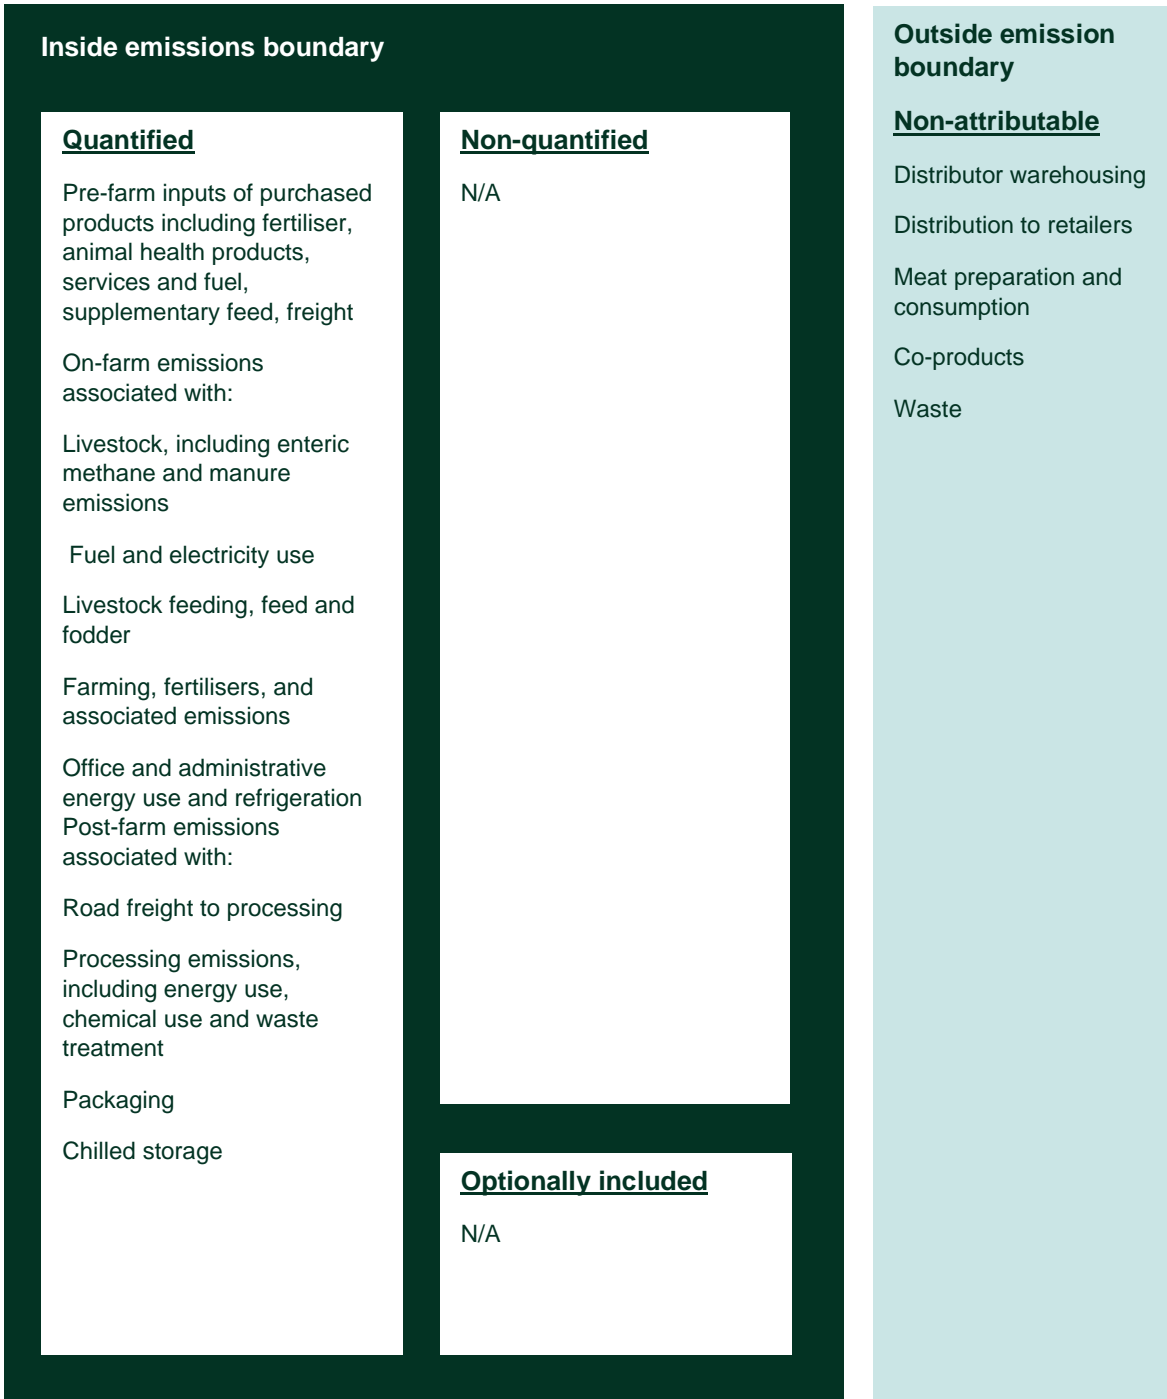 Inside emissions boundary
Quantified
Pre-farm inputs of purchased
products including fertiliser,
animal health products,
services and fuel,
supplementary feed, freight
On-farm emissions
associated with:
Livestock, including enteric
methane and manure
emissions
Fuel and electricity use
Livestock feeding, feed and
fodder
Farming, fertilisers, and
associated emissions
Office and administrative
energy use and refrigeration
Post-farm emissions
associated with:
Road freight to processing
Processing emissions,
including energy use,
chemical use and waste
treatment
Packaging
Chilled storage
Non-quantified
N/A
Optionally included
N/A
Outside emission
boundary
Non-attributable
Distributor warehousing
Distribution to retailers
Meat preparation and
consumption
Co-products
Waste